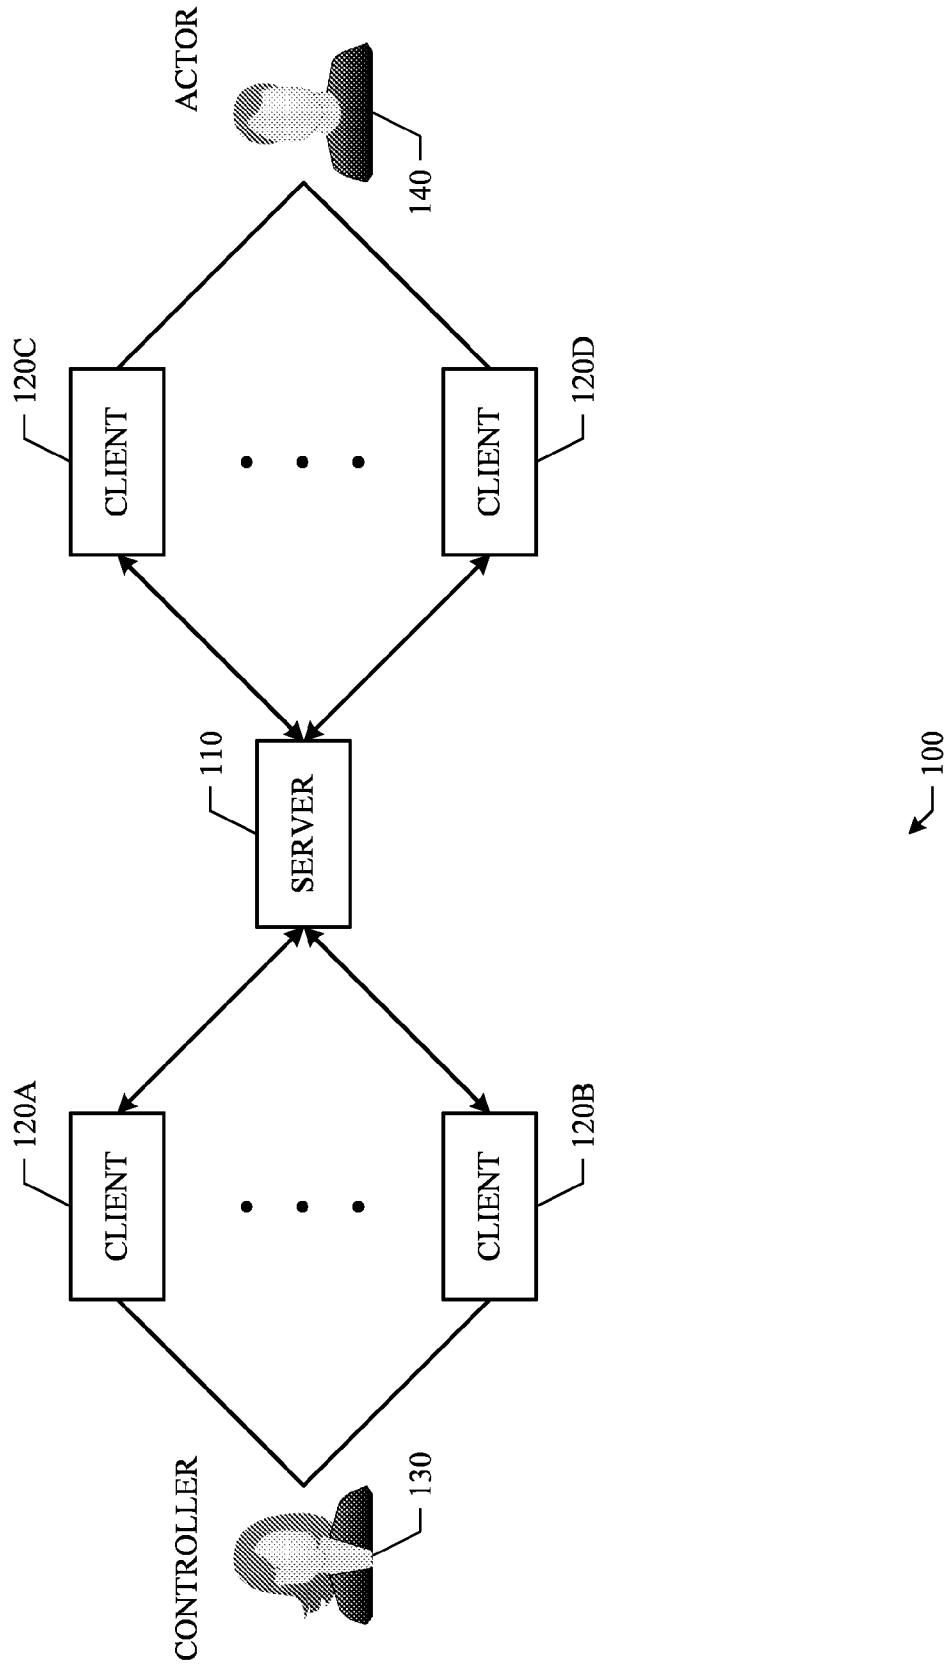 CONTROLLER
ACTOR
120A
120C
CLIENT
CLIENT
110
SERVER
130
140
CLIENT
CLIENT
120B
120D
100